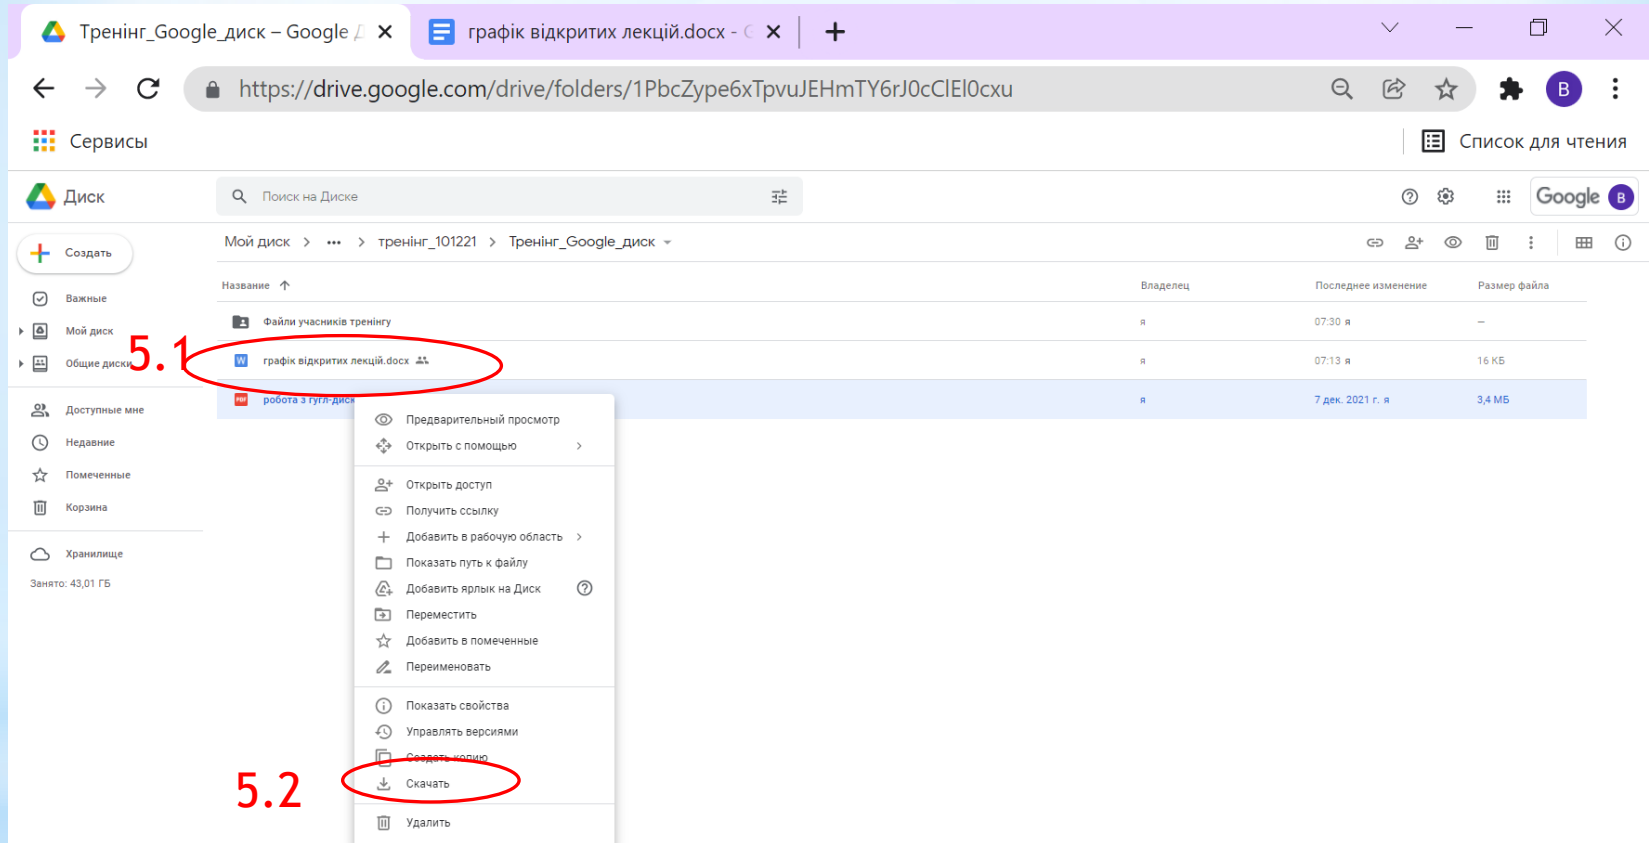 Тренінг_Google_диск – Google Д
графік відкритих лекцій.docx - G
https://drive.google.com/drive/folders/1PbcZype6xTpvuJEHmTY6rJ0cClEl0cxu
B
Сервисы
Список для чтения
Диск
Поиск на Диске
Google B
Создать
Мой диск > ••• > тренінг_101221 > Тренінг_Google_диск
Название
Владелец
Последнее изменение
Размер файла
Важные
Файли учасників тренінгу
я
07:30 я
–
Мой диск
5.1
Общие диски
W
графік відкритих лекцій.docx
я
07:13 я
16 КБ
PDF
робота з гугл-диск
я
7 дек. 2021 г. я
3,4 МБ
Доступные мне
Недавние
Помеченные
Корзина
Хранилище
Занято: 43,01 ГБ
Предварительный просмотр
Открыть с помощью
Открыть доступ
Получить ссылку
Добавить в рабочую область
Показать путь к файлу
Добавить ярлык на Диск
Переместить
Добавить в помеченные
Переименовать
Показать свойства
Управлять версиями
Создать копию
5.2
Скачать
Удалить